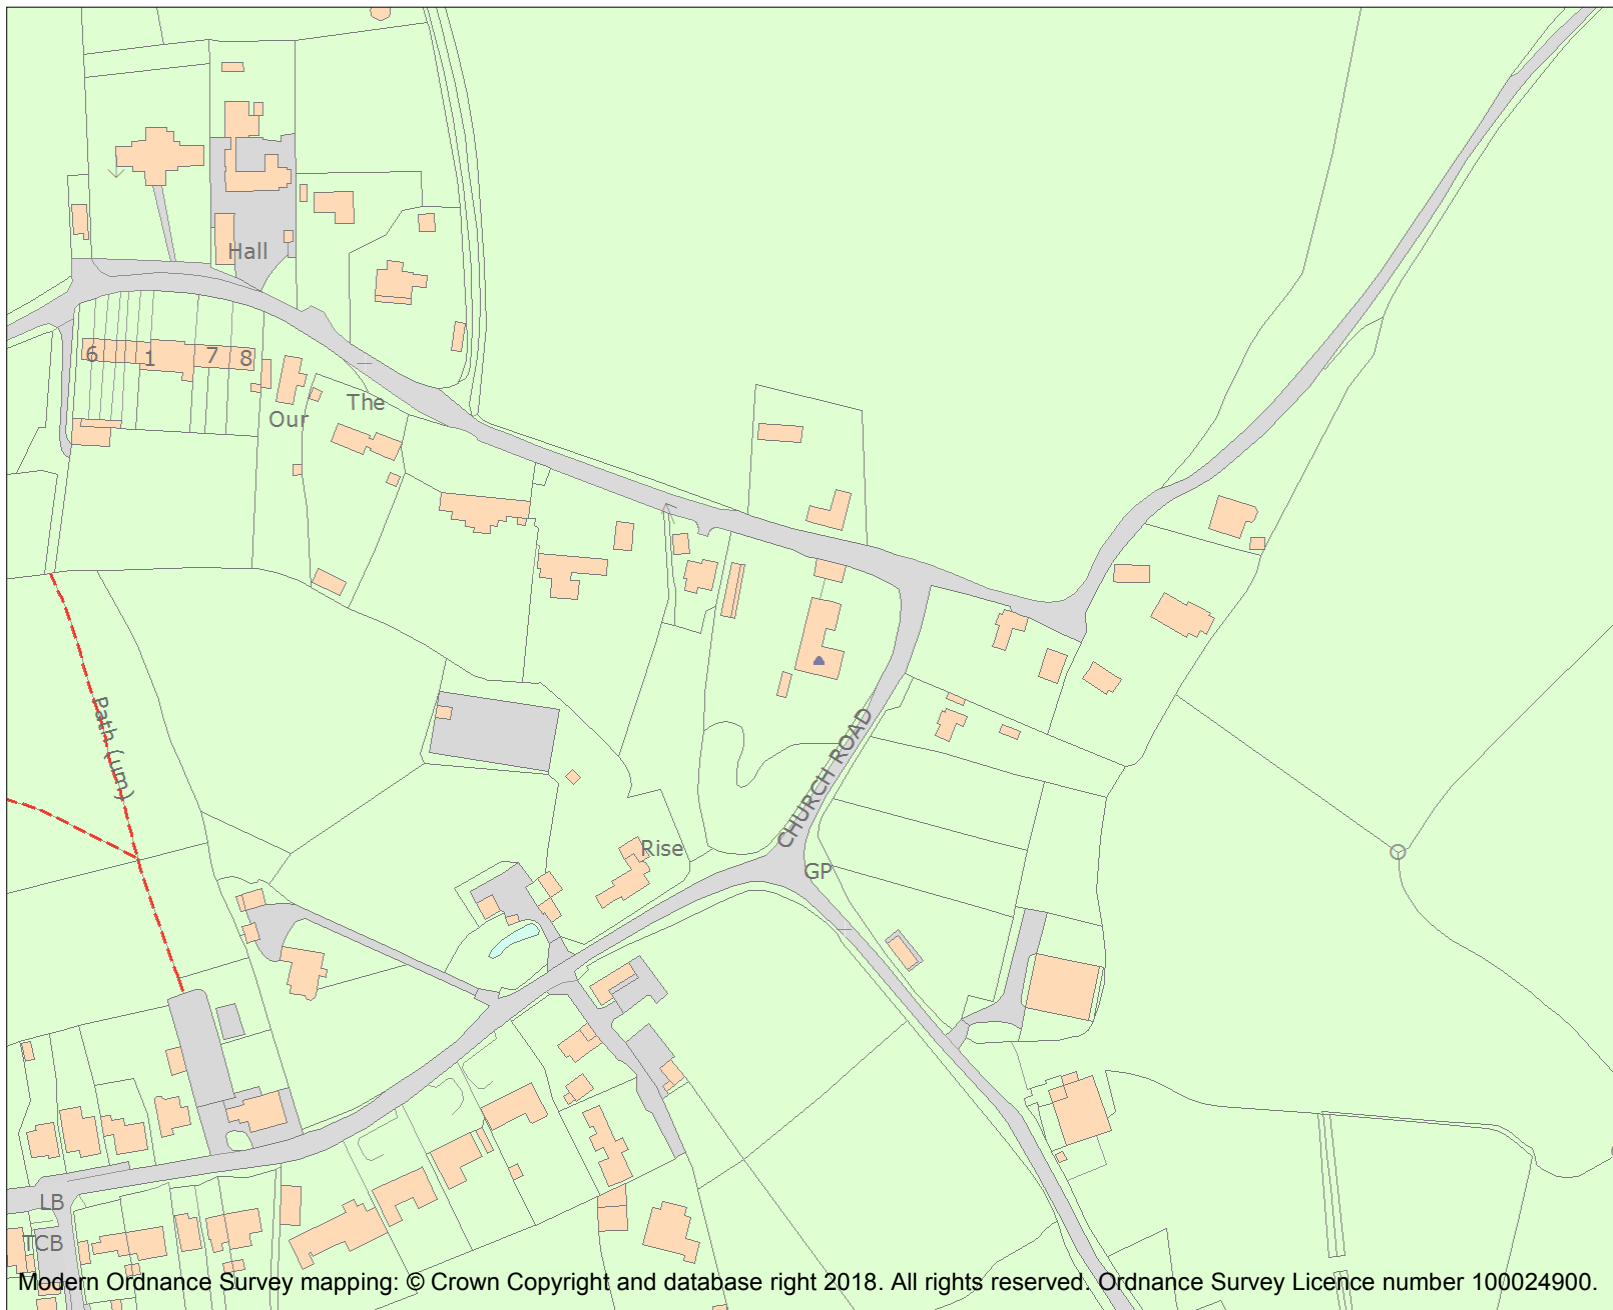 Hall
6 1 7 8
The
Our
Path (um)
CHURCH ROAD
Rise
GP
LB
TCB
Modern Ordnance Survey mapping: © Crown Copyright and database right 2018. All rights reserved. Ordnance Survey Licence number 100024900.